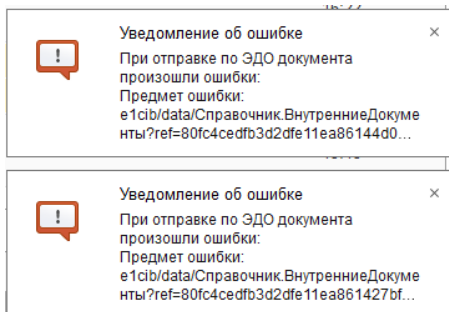 Уведомление об ошибке
При отправке по ЭДО документа
произошли ошибки:
Предмет ошибки:
e1cib/data/Справочник.ВнутренниеДокуме
нты?ref=80fc4cedfb3d2dfe11ea86144d0...
Уведомление об ошибке
При отправке по ЭДО документа
произошли ошибки:
Предмет ошибки:
e1cib/data/Справочник.ВнутренниеДокуме
нты?ref=80fc4cedfb3d2dfe11ea861427bf...